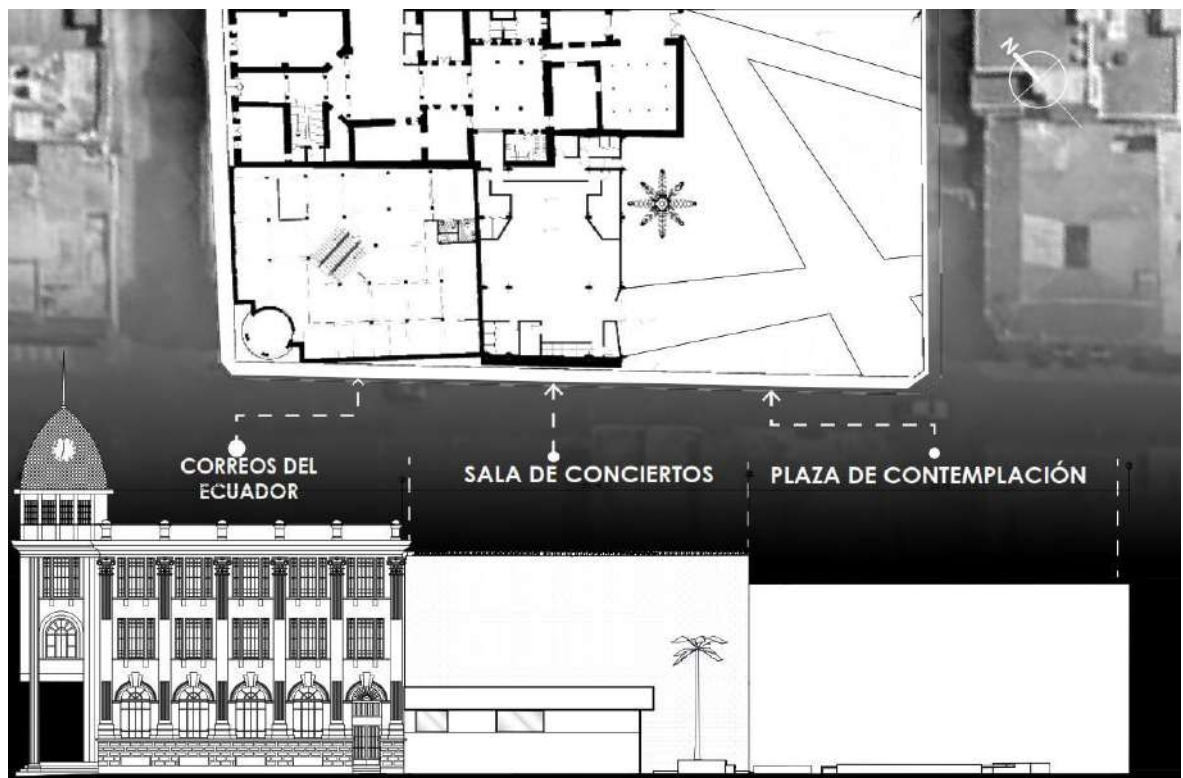 N
CORREOS DEL
ECUADOR
SALA DE CONCIERTOS
PLAZA DE CONTEMPLACIÓN